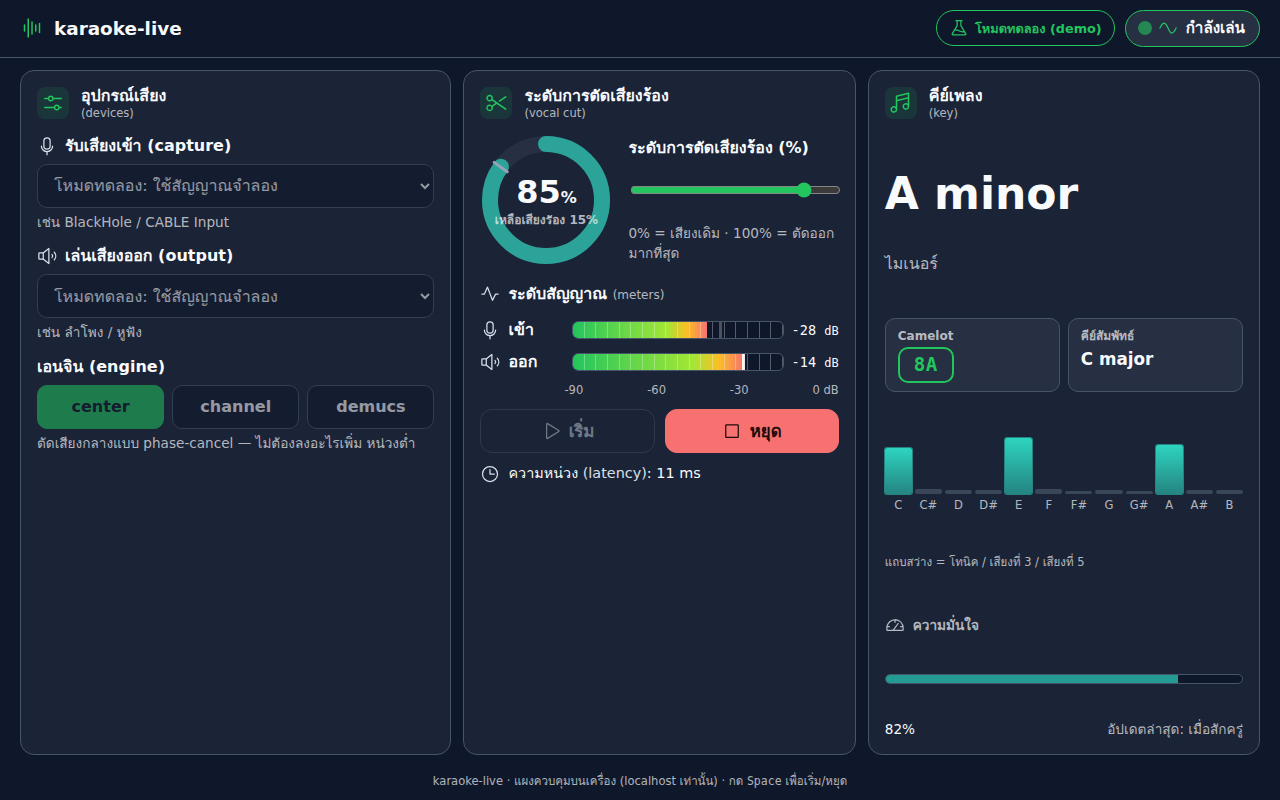 karaoke-live
โหมดทดลอง (demo)
กำลังเล่น
อุปกรณ์เสียง
(devices)
รับเสียงเข้า (capture)
โหมดทดลอง: ใช้สัญญาณจำลอง
เช่น BlackHole / CABLE Input
เล่นเสียงออก (output)
โหมดทดลอง: ใช้สัญญาณจำลอง
เช่น ลำโพง / หูฟัง
เอนจิน (engine)
center
channel
demucs
ตัดเสียงกลางแบบ phase-cancel — ไม่ต้องลงอะไรเพิ่ม หน่วงต่ำ
ระดับการตัดเสียงร้อง
(vocal cut)
85%
เหลือเสียงร้อง 15%
ระดับการตัดเสียงร้อง (%)
0% = เสียงเดิม · 100% = ตัดออก
มากที่สุด
ระดับสัญญาณ (meters)
เข้า -28 dB
ออก -14 dB
-90 -60 -30 0 dB
เริ่ม
หยุด
ความหน่วง (latency): 11 ms
คีย์เพลง
(key)
A minor
ไมเนอร์
Camelot
8A
คีย์สัมพัทธ์
C major
C C# D D# E F F# G G# A A# B
แถบสว่าง = โทนิค / เสียงที่ 3 / เสียงที่ 5
ความมั่นใจ
82%
อัปเดตล่าสุด: เมื่อสักครู่
karaoke-live · แผงควบคุมบนเครื่อง (localhost เท่านั้น) · กด Space เพื่อเริ่ม/หยุด